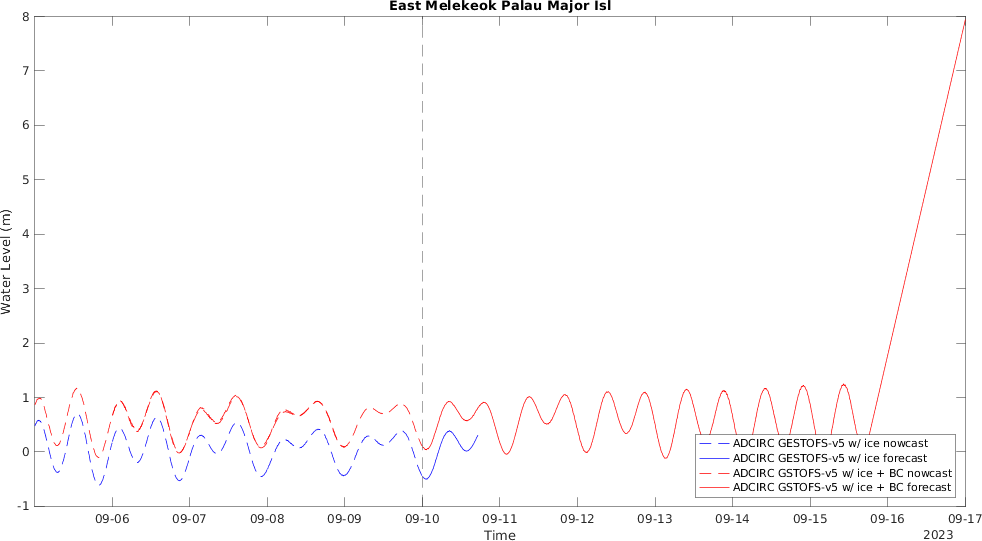 East Melekeok Palau Major Isl
8
7
6
5
4
3
2
1
0
-1
Water Level (m)
ADCIRC GESTOFS-v5 w/ ice nowcast
ADCIRC GESTOFS-v5 w/ ice forecast
ADCIRC GSTOFS-v5 w/ ice + BC nowcast
ADCIRC GSTOFS-v5 w/ ice + BC forecast
09-06 09-07 09-08 09-09 09-10 09-11 09-12 09-13 09-14 09-15 09-16 09-17
Time
2023